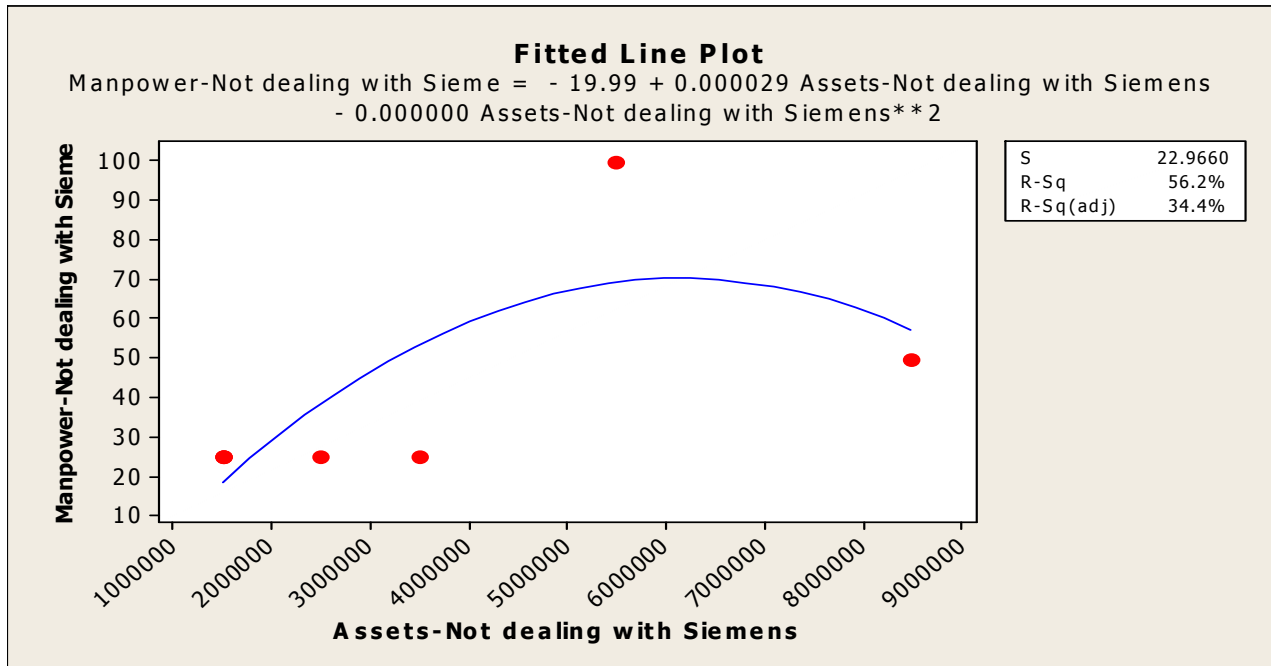 Fitted Line Plot
Manpower-Not dealing with Sieme = - 19.99 + 0.000029 Assets-Not dealing with Siemens
- 0.000000 Assets-Not dealing with Siemens**2
S 22.9660
R-Sq 56.2%
R-Sq(adj) 34.4%
Manpower-Not dealing with Sieme
100
90
80
70
60
50
40
30
20
10
1000000
2000000
3000000
4000000
5000000
6000000
7000000
8000000
9000000
Assets-Not dealing with Siemens